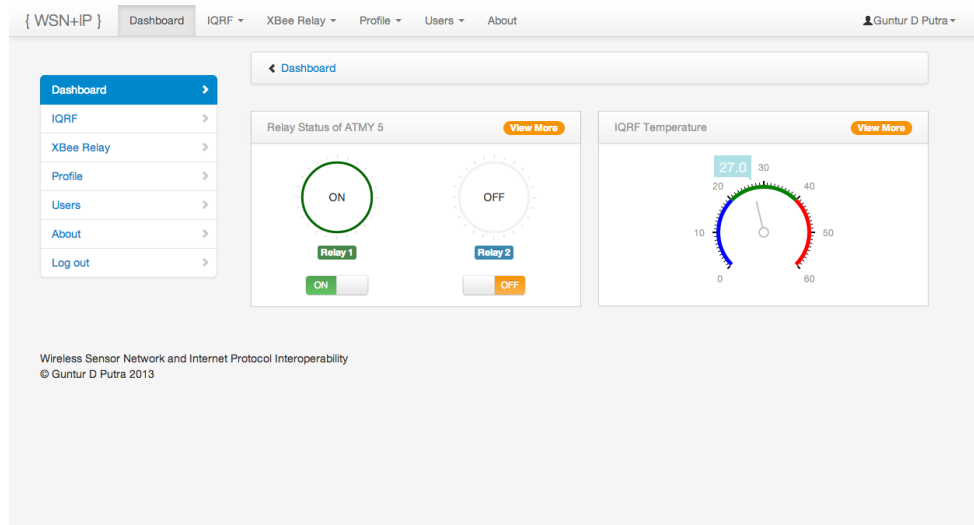 { WSN+IP } Dashboard IQRF XBee Relay Profile Users About Guntur D Putra
Dashboard
Dashboard
IQRF
XBee Relay
Profile
Users
About
Log out
Relay Status of ATMY 5 View More
ON OFF
Relay 1 Relay 2
ON OFF
IQRF Temperature View More
27.0 30
20 40
10 50
0 60
Wireless Sensor Network and Internet Protocol Interoperability
© Guntur D Putra 2013